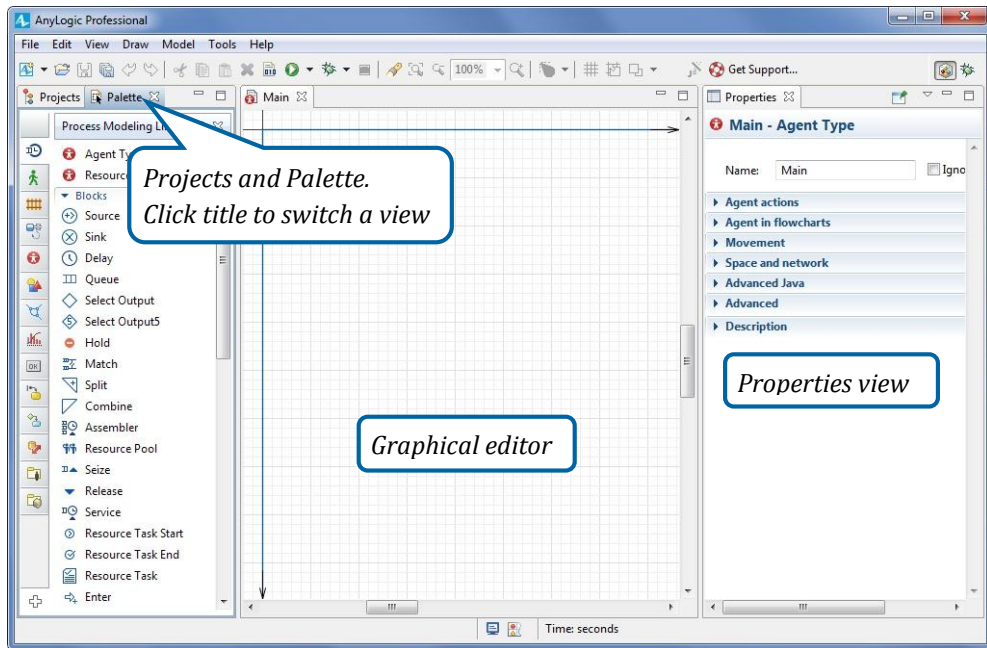 AnyLogic Professional
File Edit View Draw Model Tools Help
100% Get Support...
Projects Palette
Main
Properties
Process Modeling Li
Agent Ty
Resource
Blocks
Source
Sink
Delay
Queue
Select Output
Select Output5
Hold
Match
Split
Combine
Assembler
Resource Pool
Seize
Release
Service
Resource Task Start
Resource Task End
Resource Task
Enter
OK
Projects and Palette.
Click title to switch a view
Graphical editor
Main - Agent Type
Name: Main Igno
Agent actions
Agent in flowcharts
Movement
Space and network
Advanced Java
Advanced
Description
Properties view
Time: seconds